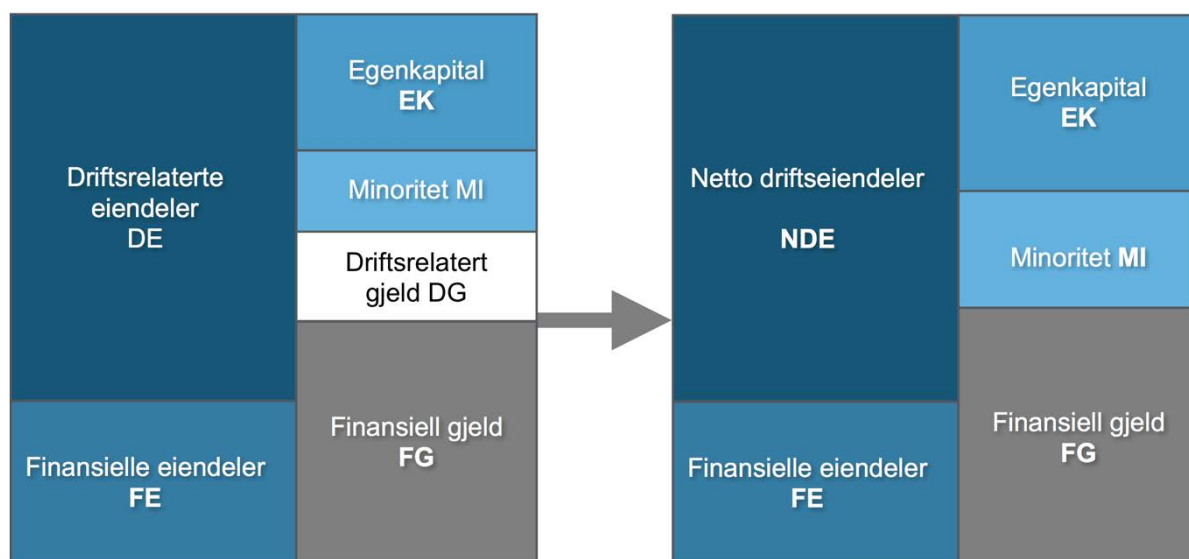 Driftsrelaterte
eiendeler
DE
Finansielle eiendeler
FE
Egenkapital
EK
Minoritet MI
Driftsrelatert
gjeld DG
Finansiell gjeld
FG
Netto driftseiendeler
NDE
Finansielle eiendeler
FE
Egenkapital
EK
Minoritet MI
Finansiell gjeld
FG